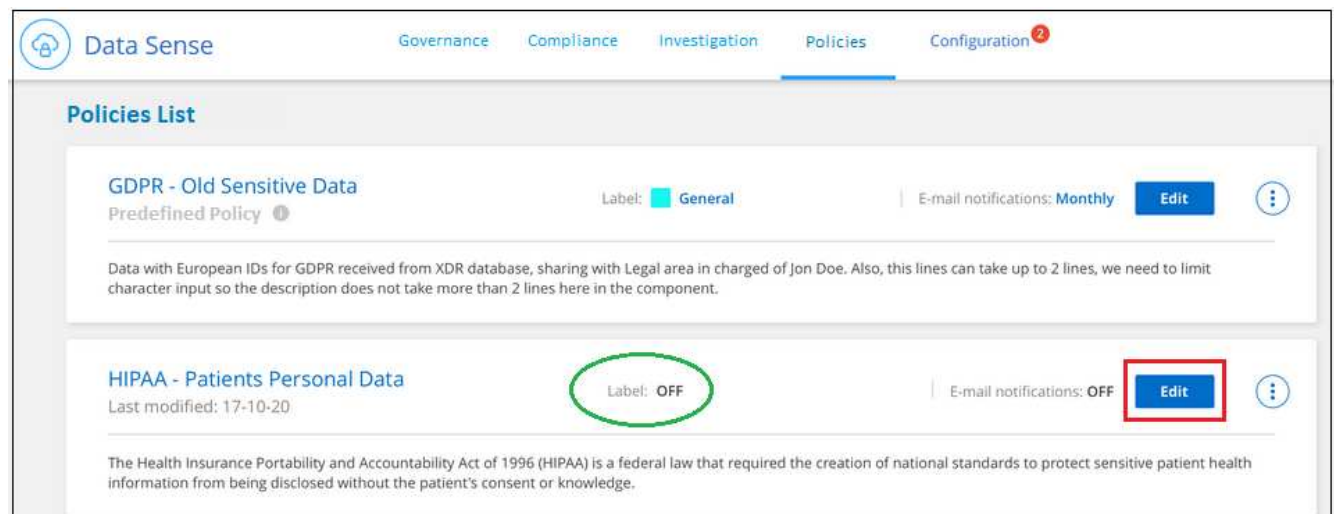 Data Sense
Governance Compliance Investigation Policies Configuration 2
Policies List
GDPR - Old Sensitive Data
Predefined Policy i
Label: General
E-mail notifications: Monthly
Edit
Data with European IDs for GDPR received from XDR database, sharing with Legal area in charged of Jon Doe. Also, this lines can take up to 2 lines, we need to limit
character input so the description does not take more than 2 lines here in the component.
HIPAA - Patients Personal Data
Last modified: 17-10-20
Label: OFF
E-mail notifications: OFF
Edit
The Health Insurance Portability and Accountability Act of 1996 (HIPAA) is a federal law that required the creation of national standards to protect sensitive patient health
information from being disclosed without the patient's consent or knowledge.